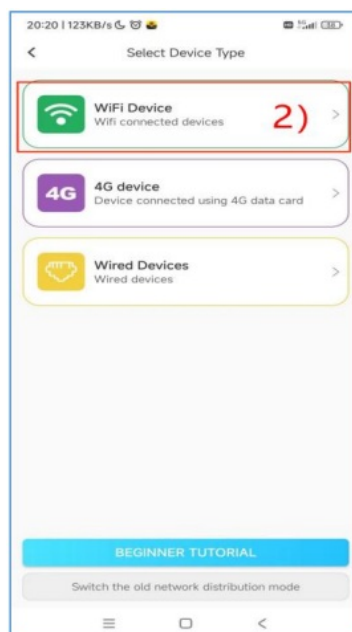 20:20 | 123KB/s
Select Device Type
WiFi Device
Wifi connected devices
2)
4G
4G device
Device connected using 4G data card
Wired Devices
Wired devices
BEGINNER TUTORIAL
Switch the old network distribution mode